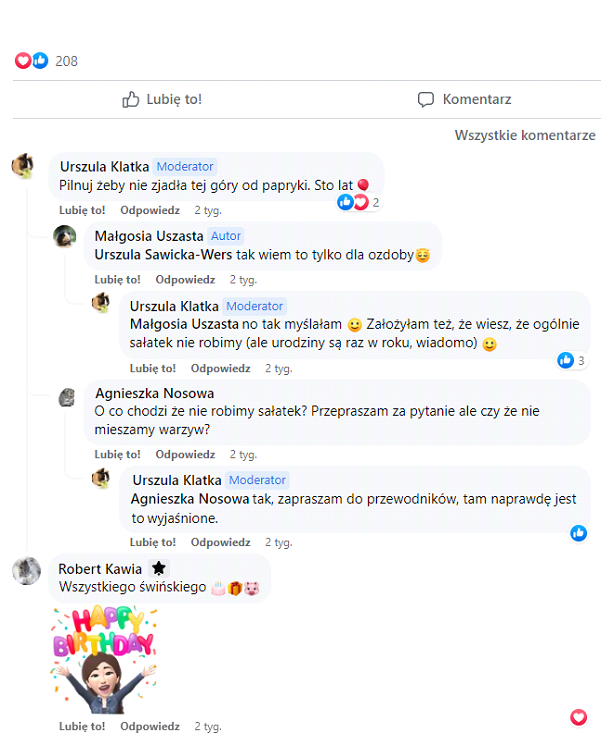 208
Lubię to!
Komentarz
Wszystkie komentarze
Urszula Klatka Moderator
Pilnuj żeby nie zjadła tej góry od papryki. Sto lat 🎈
2
Lubię to! Odpowiedz 2 tyg.
Małgosia Uszasta Autor
Urszula Sawicka-Wers tak wiem to tylko dla ozdoby😌
Lubię to! Odpowiedz 2 tyg.
Urszula Klatka Moderator
Małgosia Uszasta no tak myślałam 🙂 Założyłam też, że wiesz, że ogólnie
sałatek nie robimy (ale urodziny są raz w roku, wiadomo) 🙂
3
Lubię to! Odpowiedz 2 tyg.
Agnieszka Nosowa
O co chodzi że nie robimy sałatek? Przepraszam za pytanie ale czy że nie
mieszamy warzyw?
Lubię to! Odpowiedz 2 tyg.
Urszula Klatka Moderator
Agnieszka Nosowa tak, zapraszam do przewodników, tam naprawdę jest
to wyjaśnione.
Lubię to! Odpowiedz 2 tyg.
Robert Kawia
Wszystkiego świńskiego 🎂🎁🐷
HAPPY
BIRTHDAY
Lubię to! Odpowiedz 2 tyg.